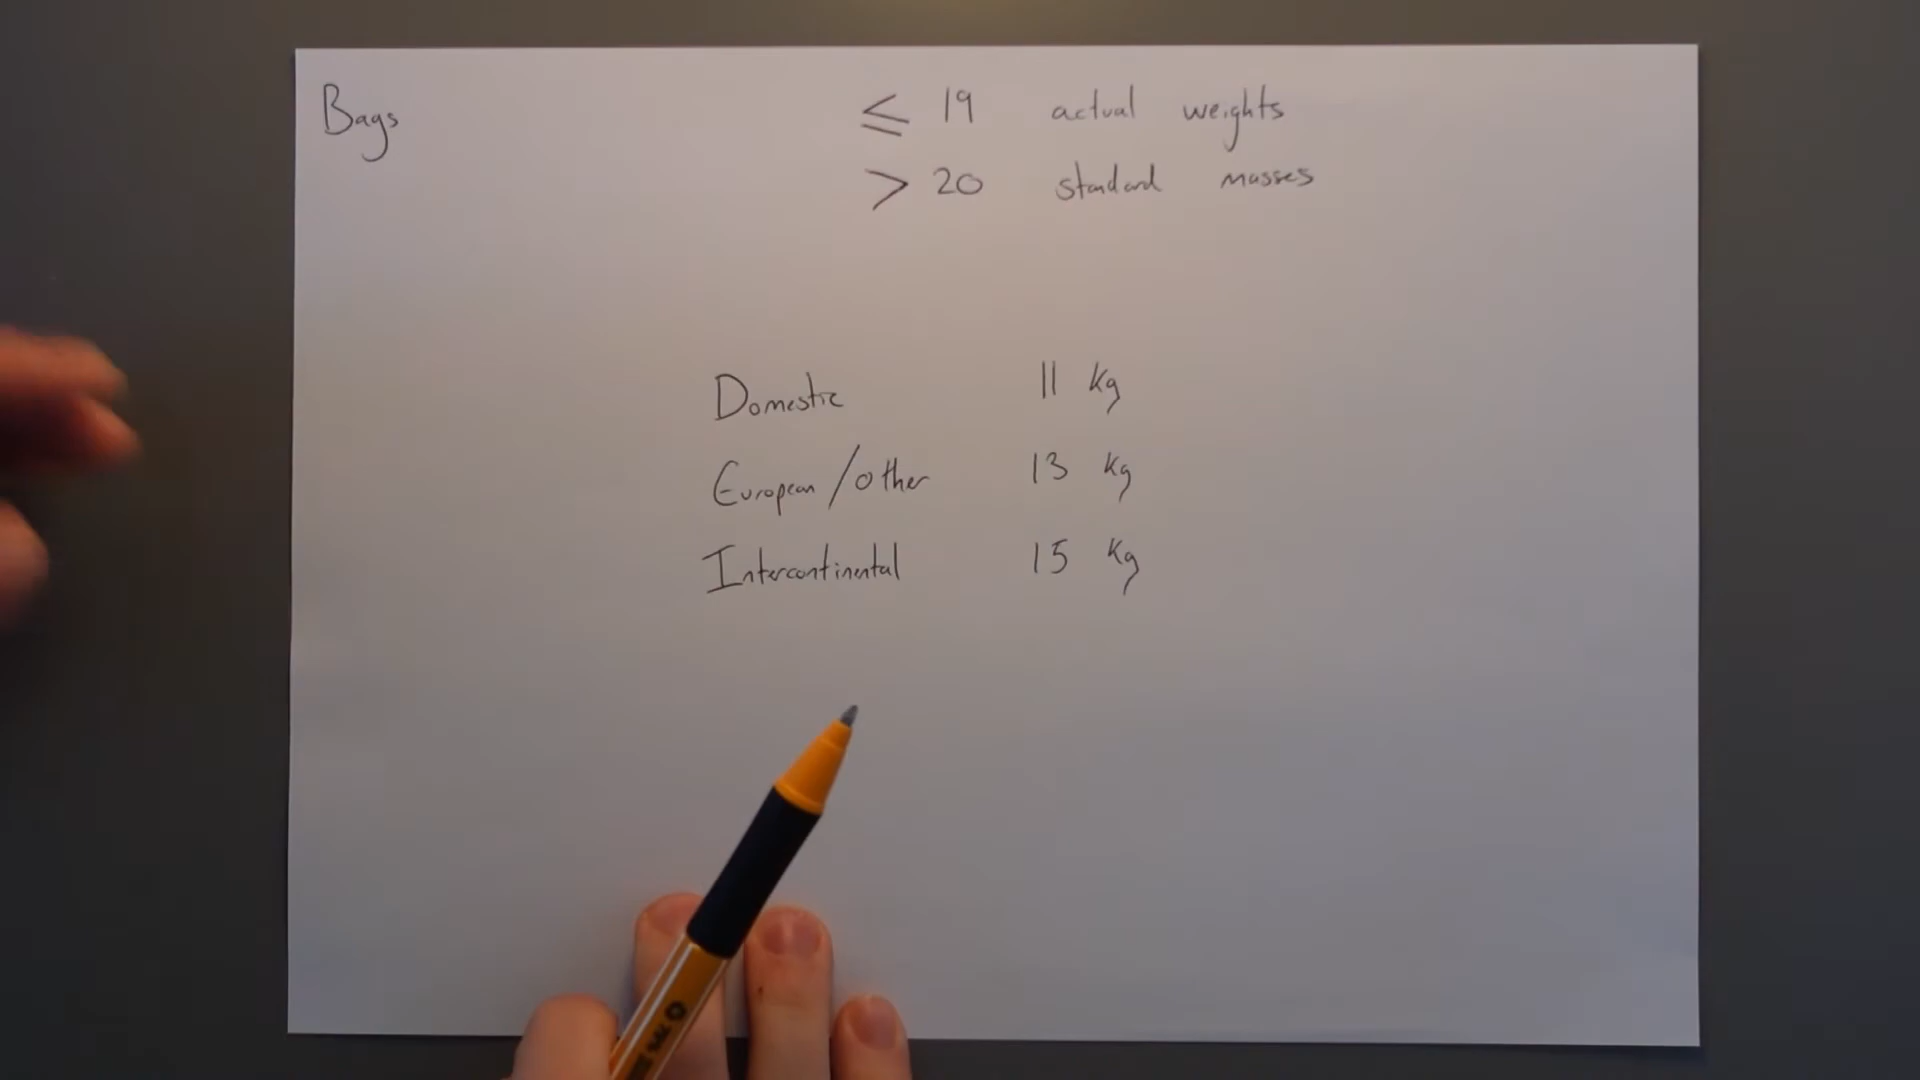 Bags
≤ 19 actual weights
> 20 standard masses
Domestic 11 kg
European/other 13 kg
Intercontinental 15 kg